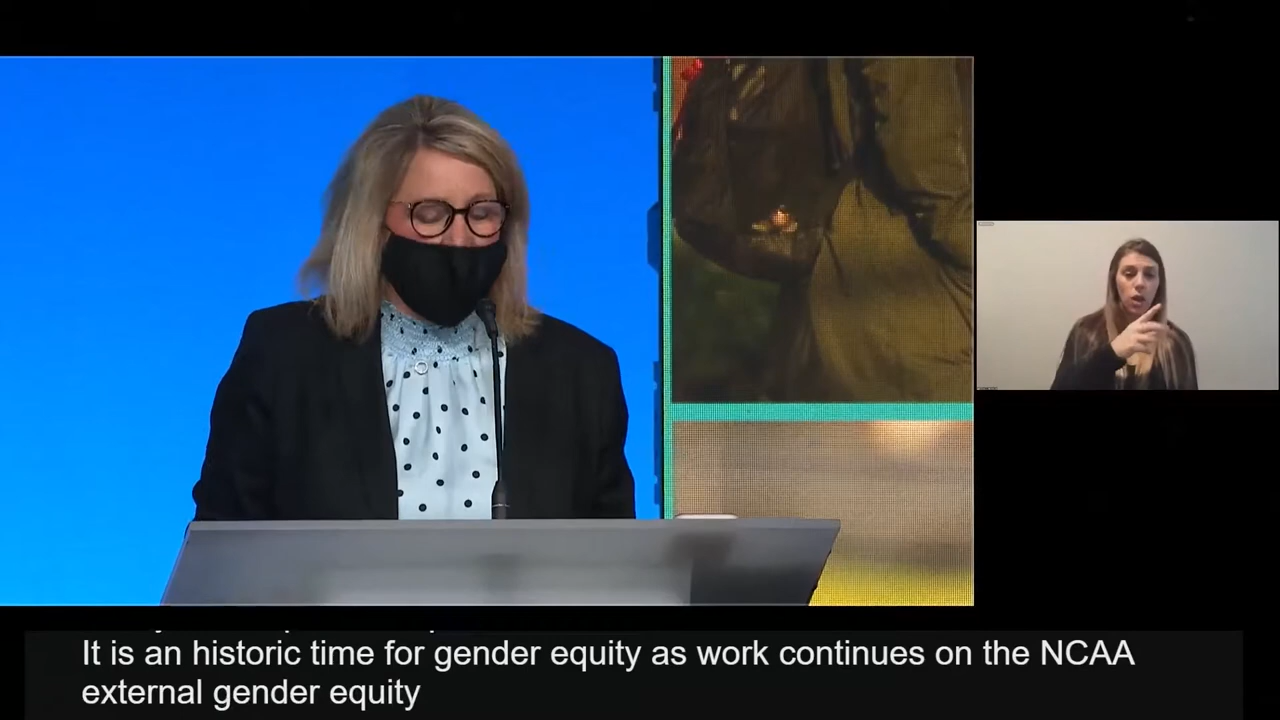 It is an historic time for gender equity as work continues on the NCAA
external gender equity